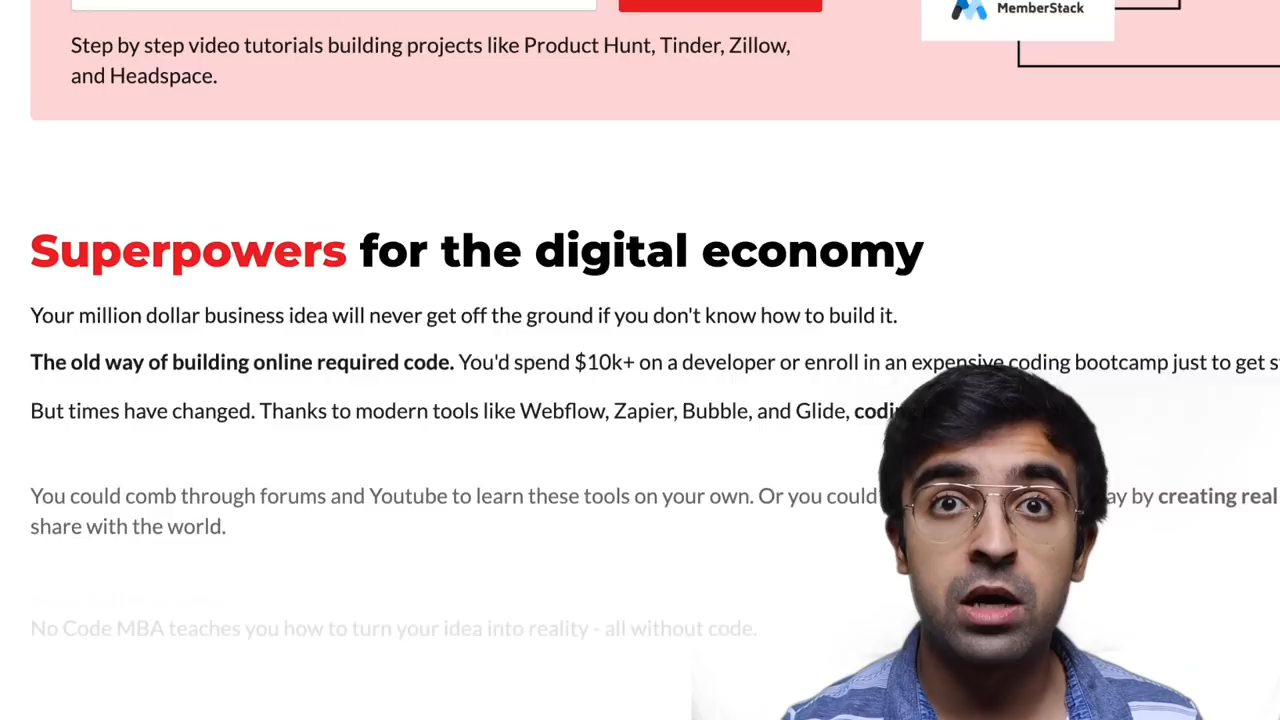 MemberStack
Step by step video tutorials building projects like Product Hunt, Tinder, Zillow,
and Headspace.
Superpowers for the digital economy
Your million dollar business idea will never get off the ground if you don't know how to build it.
The old way of building online required code. You'd spend $10k+ on a developer or enroll in an expensive coding bootcamp just to get
But times have changed. Thanks to modern tools like Webflow, Zapier, Bubble, and Glide,
You could comb through forums and Youtube to learn these tools on your own. Or you could by creating real
share with the world.
No Code MBA teaches you how to turn your idea into reality - all without code.